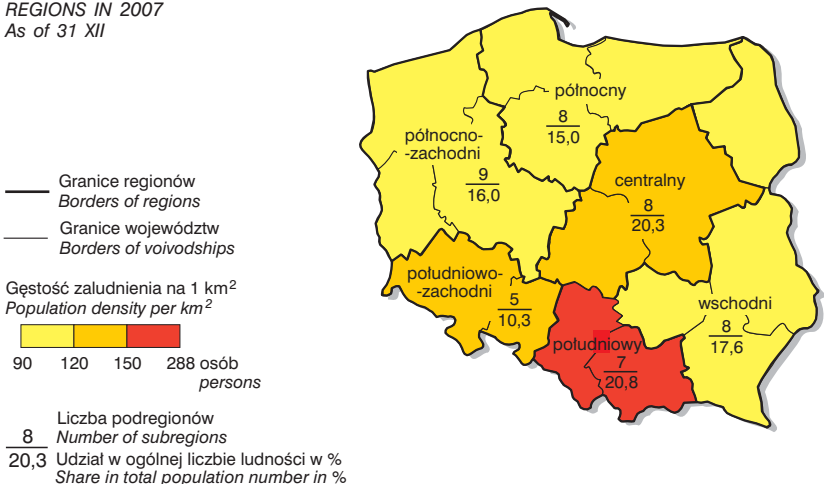 REGIONS IN 2007
As of 31 XII
Granice regionów
Borders of regions
Granice województw
Borders of voivodships
Gęstość zaludnienia na 1 km²
Population density per km²
90 120 150 288 osób
persons
Liczba podregionów
8 Number of subregions
20,3 Udział w ogólnej liczbie ludności w %
Share in total population number in %
północny
8
15,0
północno-
-zachodni
9
16,0
centralny
8
20,3
południowo-
-zachodni
5
10,3
wschodni
8
17,6
południowy
7
20,8